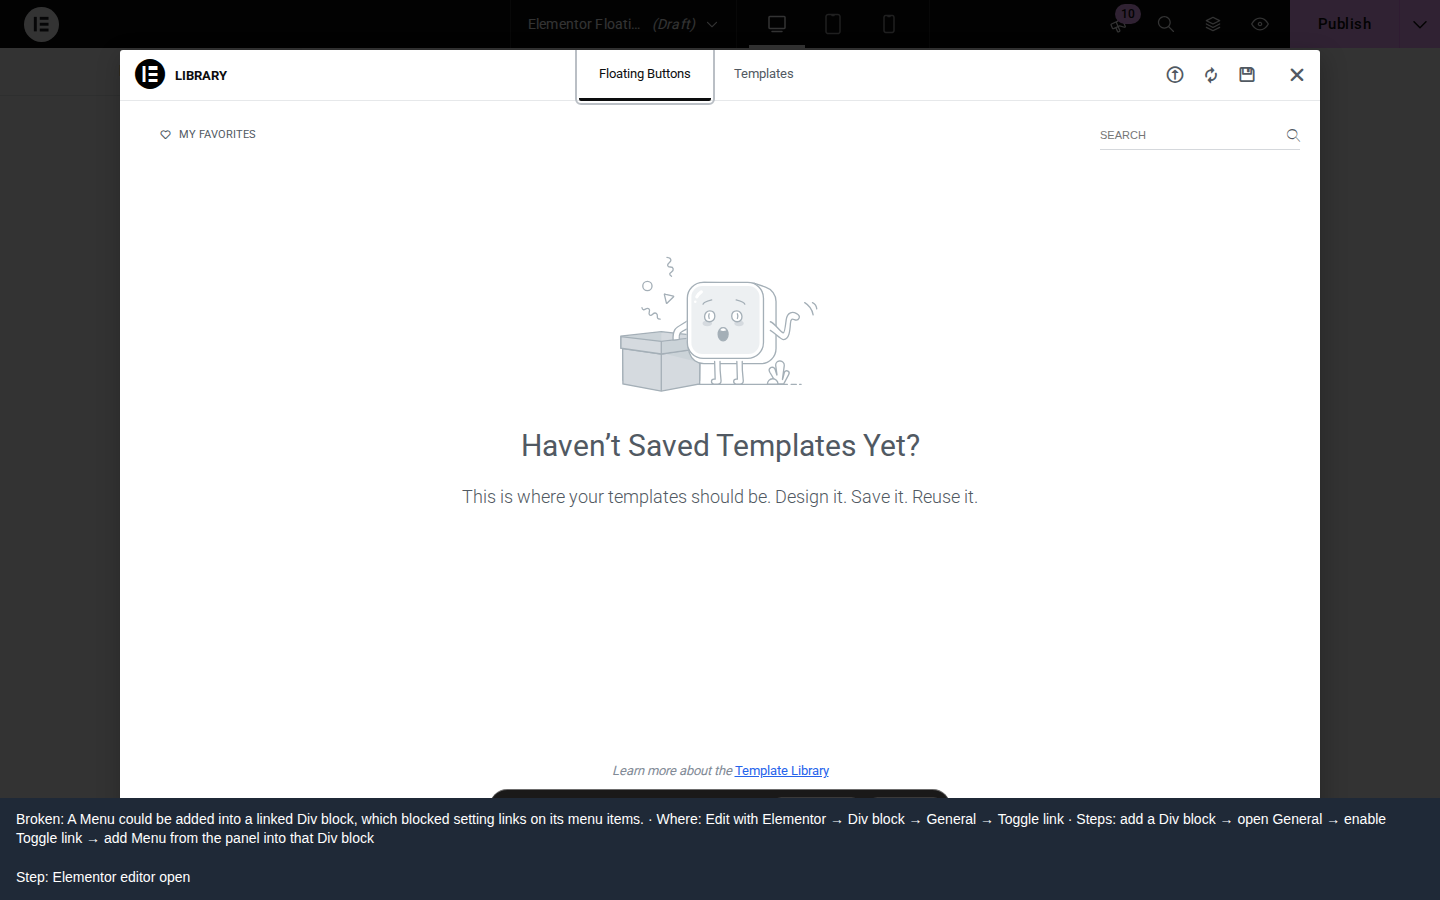 Elementor Floati... (Draft)
10
Publish
LIBRARY
Floating Buttons
Templates
MY FAVORITES
SEARCH
Haven't Saved Templates Yet?
This is where your templates should be. Design it. Save it. Reuse it.
Learn more about the Template Library
Broken: A Menu could be added into a linked Div block, which blocked setting links on its menu items. · Where: Edit with Elementor → Div block → General → Toggle link · Steps: add a Div block → open General → enable
Toggle link → add Menu from the panel into that Div block
Step: Elementor editor open